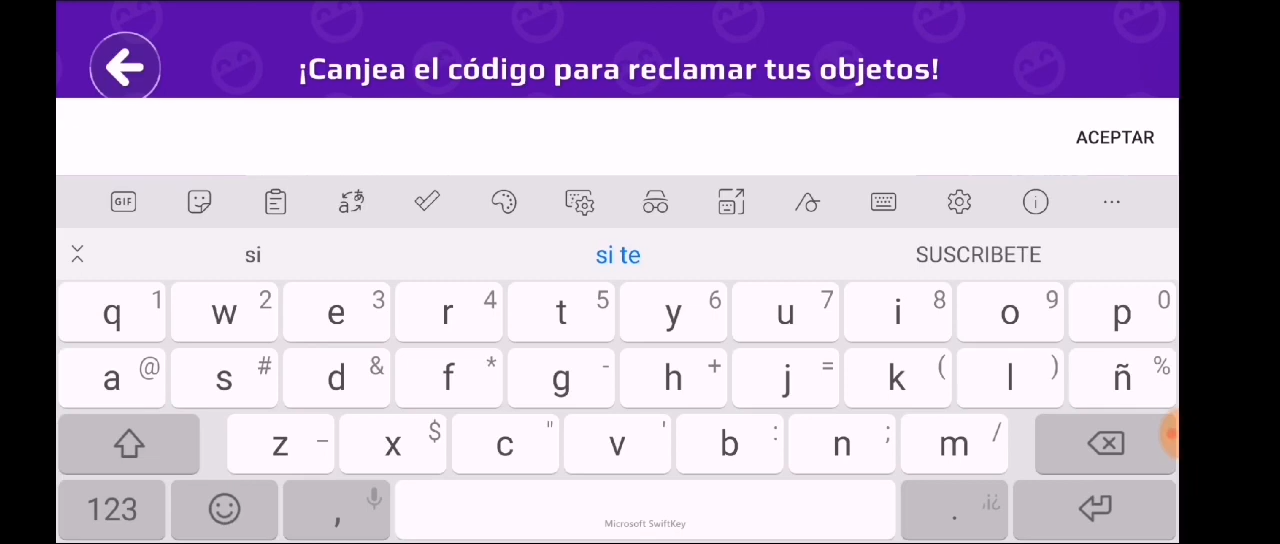 ¡Canjea el código para reclamar tus objetos!
ACEPTAR
GIF
si si te SUSCRIBETE
q 1 w 2 e 3 r 4 t 5 y 6 u 7 i 8 o 9 p 0
a @ s # d & f * g - h + j = k ( l ) ñ %
z _ x $ c " v ' b : n ; m /
123 , Microsoft SwiftKey . ,¡¿